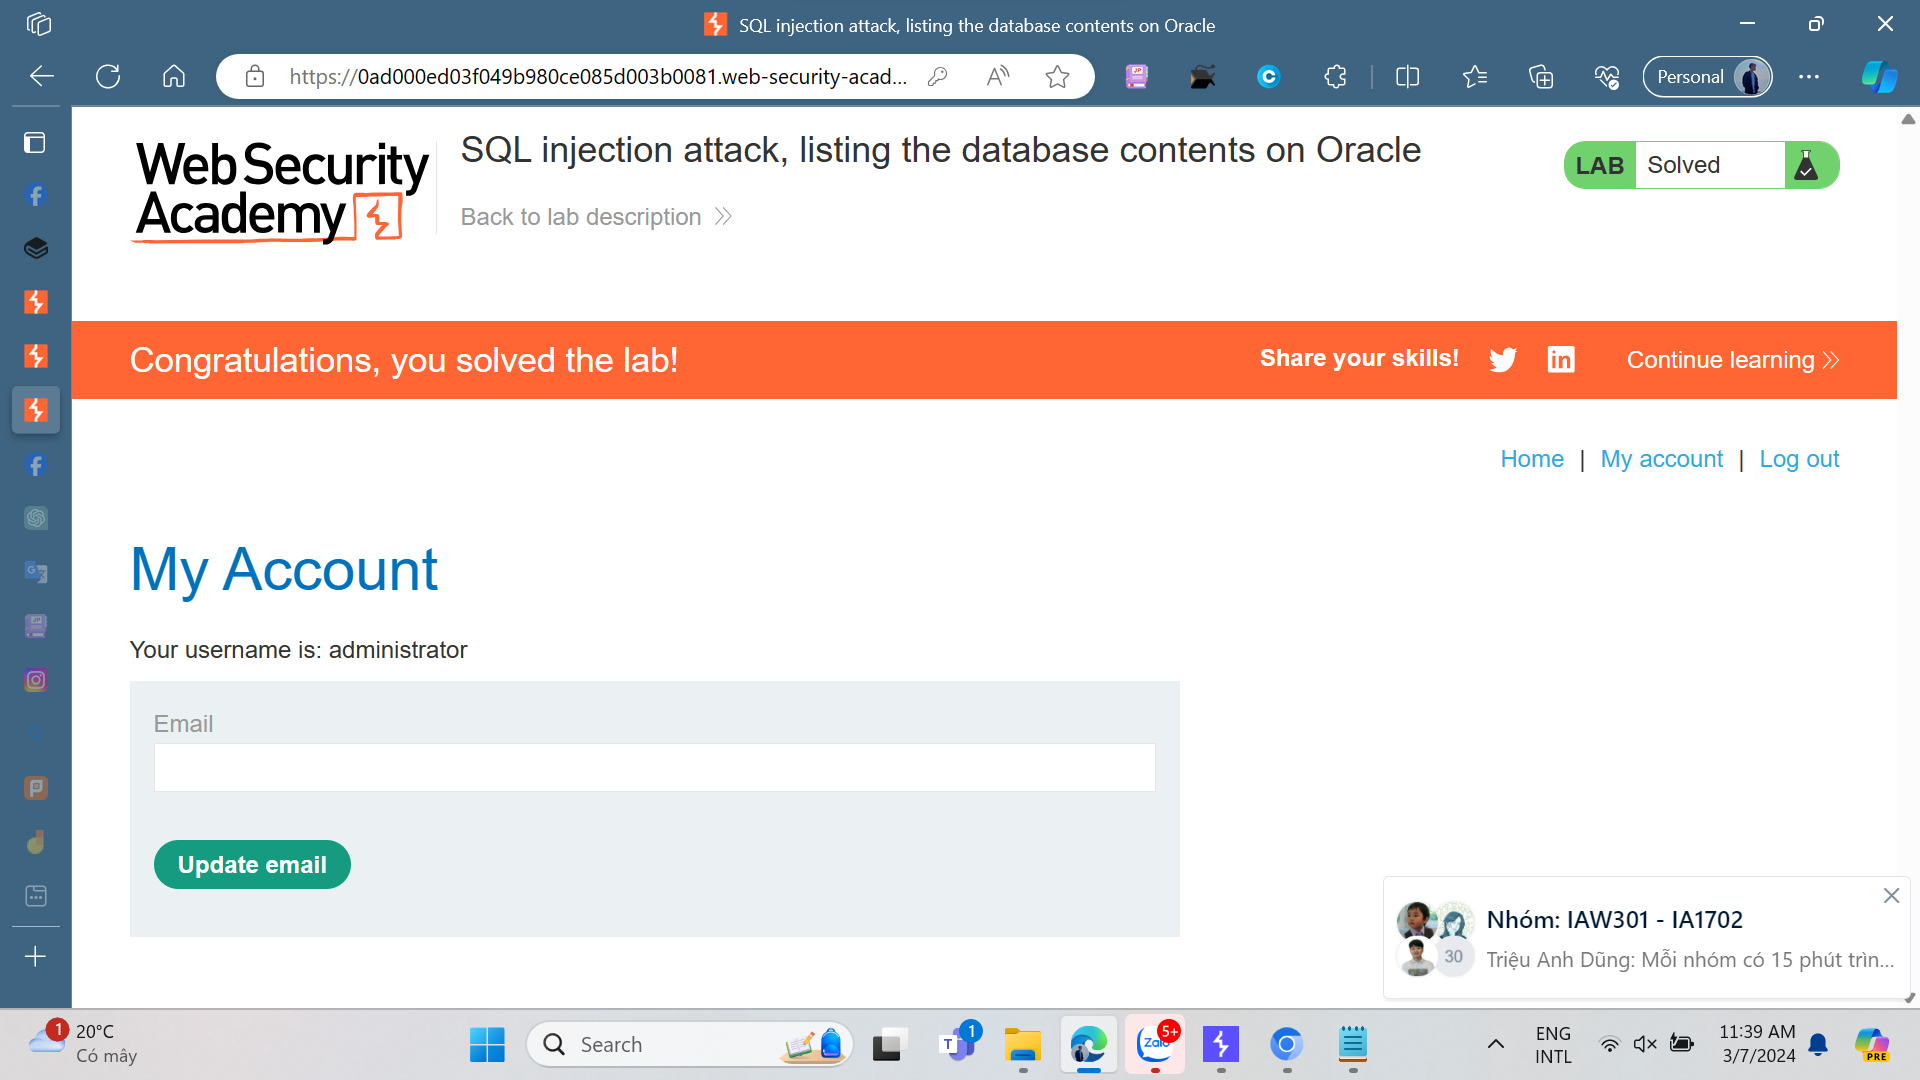 SQL injection attack, listing the database contents on Oracle
https://0ad000ed03f049b980ce085d003b0081.web-security-acad...
Personal
Web Security
Academy
SQL injection attack, listing the database contents on Oracle
Back to lab description
LAB Solved
Congratulations, you solved the lab!
Share your skills!
Continue learning
Home | My account | Log out
My Account
Your username is: administrator
Email
Update email
Nhóm: IAW301 - IA1702
30
Triệu Anh Dũng: Mỗi nhóm có 15 phút trìn...
1
20°C
Có mây
Search
1
Zalo
5+
ENG
INTL
11:39 AM
3/7/2024
PRE